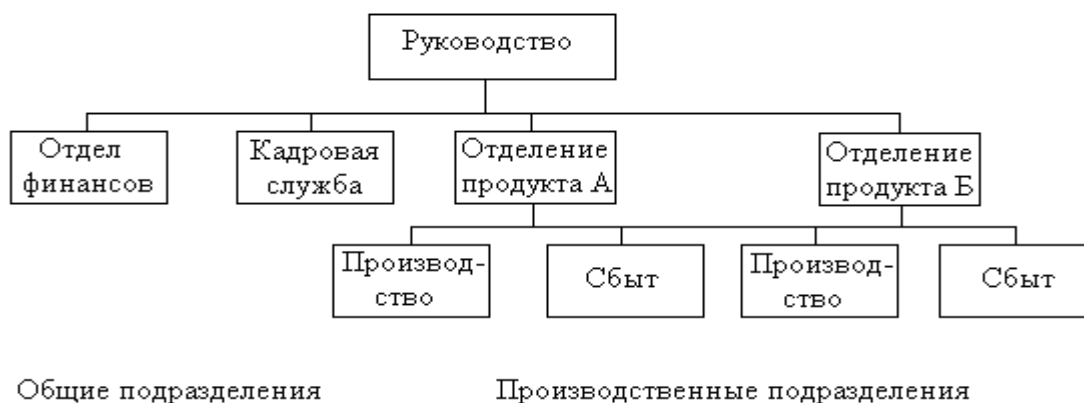 Руководство
Отдел
финансов
Кадровая
служба
Отделение
продукта А
Отделение
продукта Б
Производ-
ство
Сбыт
Производ-
ство
Сбыт
Общие подразделения
Производственные подразделения